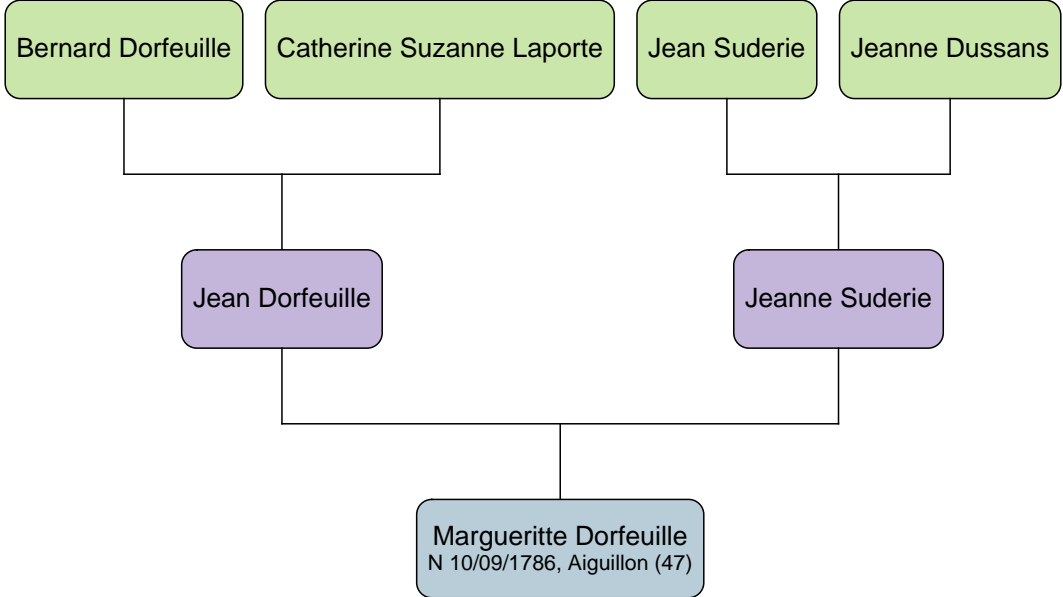 Bernard Dorfeuille
Catherine Suzanne Laporte
Jean Suderie
Jeanne Dussans
Jean Dorfeuille
Jeanne Suderie
Margueritte Dorfeuille
N 10/09/1786, Aiguillon (47)